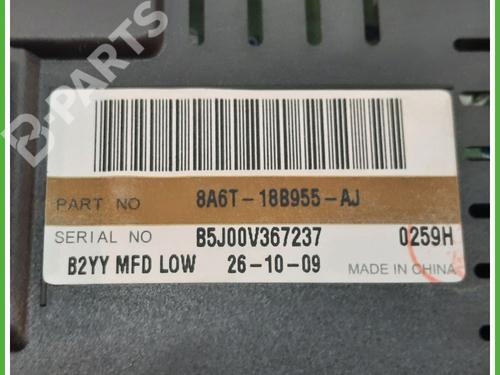 B-PARTS
PART NO 8A6T-18B955-AJ
SERIAL NO B5J00V367237 0259H
B2YY MFD LOW 26-10-09 MADE IN CHINA